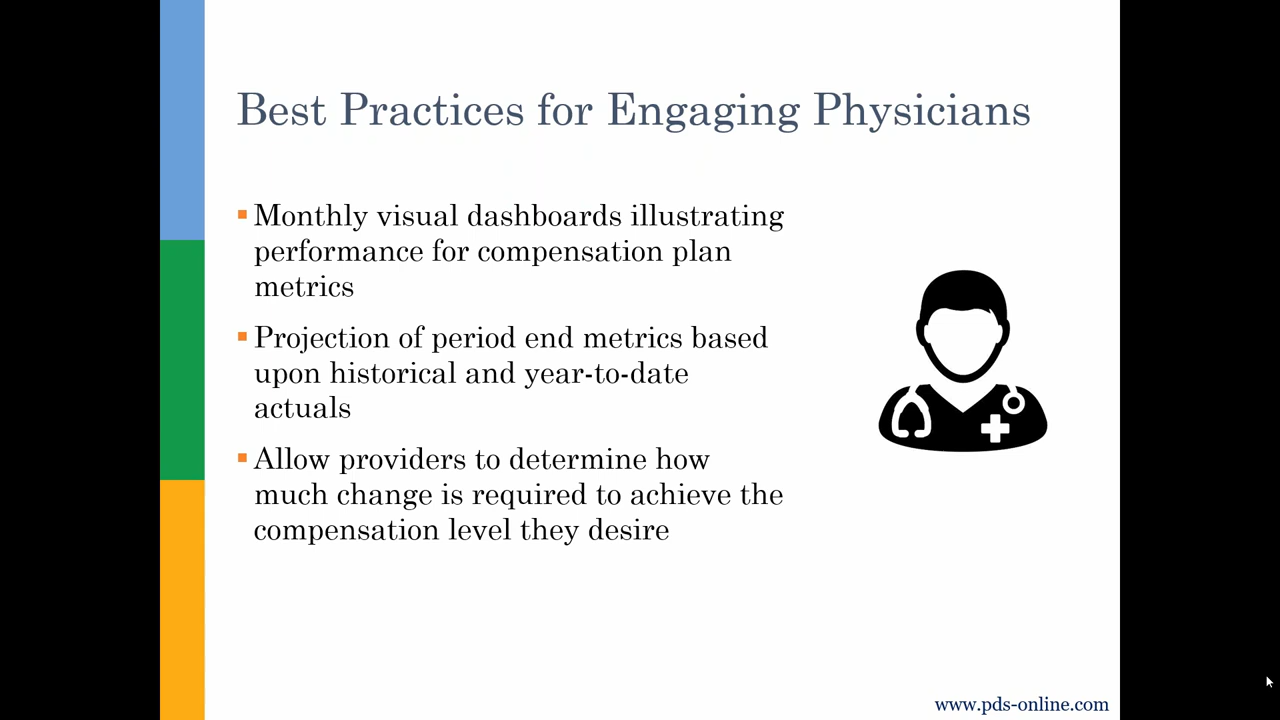 Best Practices for Engaging Physicians
Monthly visual dashboards illustrating
performance for compensation plan
metrics
Projection of period end metrics based
upon historical and year-to-date
actuals
Allow providers to determine how
much change is required to achieve the
compensation level they desire
www.pds-online.com